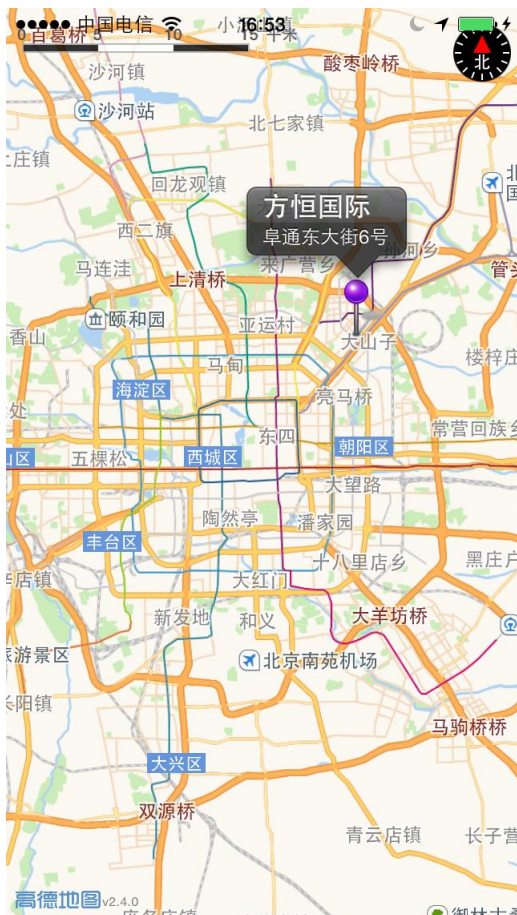 中国电信 16:53
百葛桥
0 5 10 15 千米
沙河镇
酸枣岭桥
北
沙河站
北七家镇
回龙观镇
方恒国际
阜通东大街6号
西二旗
马连洼
来广营乡
上清桥
颐和园
亚运村
香山
大山子
马甸
楼梓庄
海淀区
亮马桥
东四
常营回族乡
五棵松
西城区
朝阳区
大望路
陶然亭
潘家园
丰台区
十八里店乡
大红门
新发地
和义
大羊坊桥
北京南苑机场
马驹桥桥
大兴区
双源桥
青云店镇
高德地图 v2.4.0